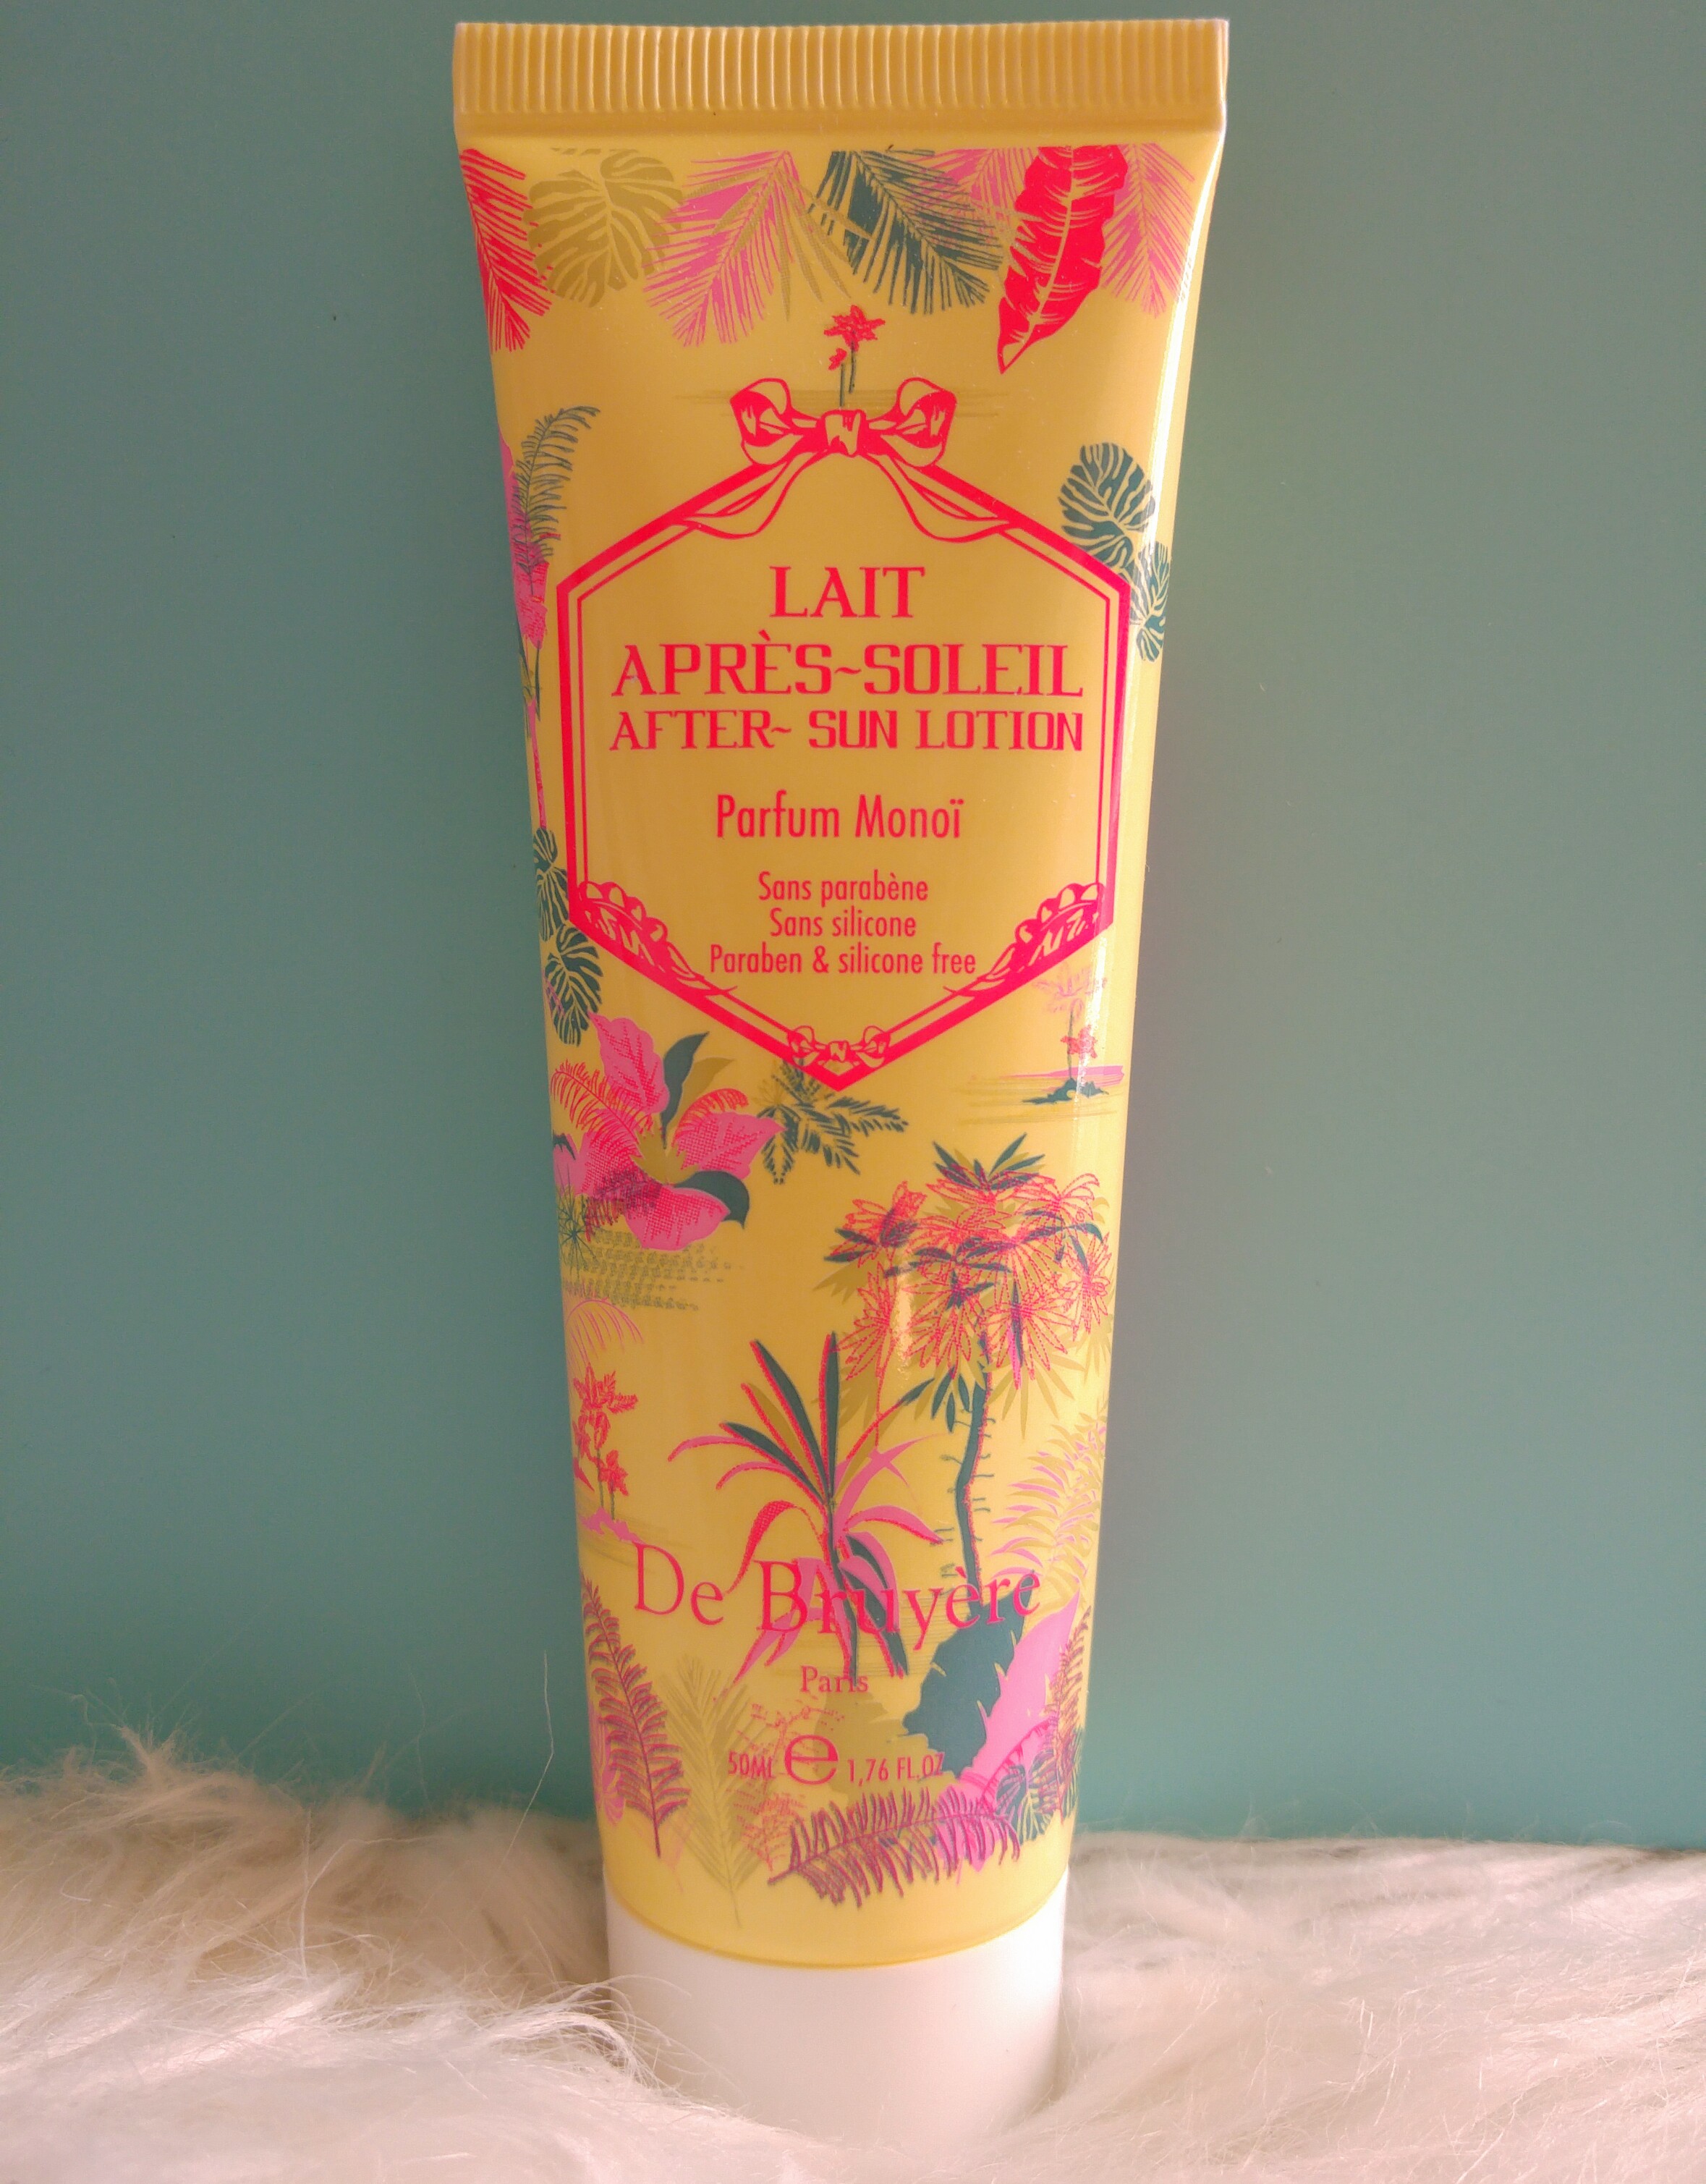 LAIT
APRÈS~SOLEIL
AFTER~ SUN LOTION
Parfum Monoï
Sans parabène
Sans silicone
Paraben & silicone free
De Bruyère
Paris
50ML e 1,76 FL.OZ